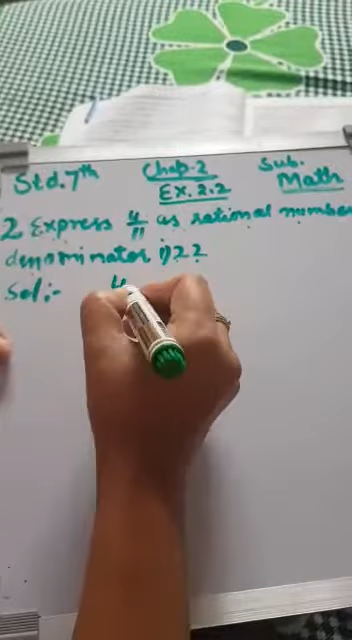 Std.7th Chap-2 Sub. Math
Ex.2.2
2 Express 4/11 as rational number
denominator i) 22
Sol:-
4